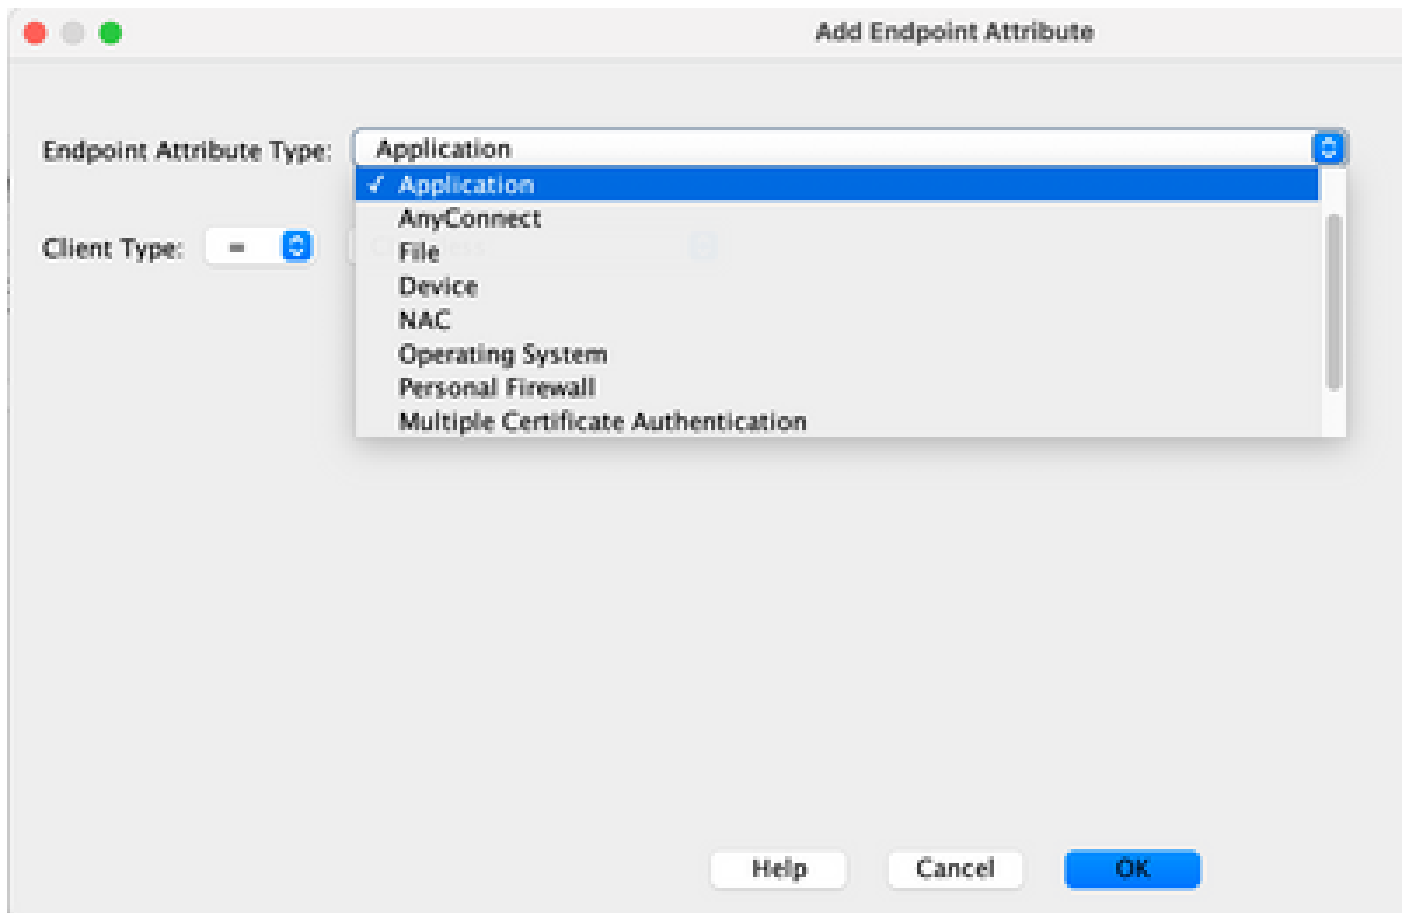 Add Endpoint Attribute
Endpoint Attribute Type: Application
✓ Application
AnyConnect
Client Type: =
File
Device
NAC
Operating System
Personal Firewall
Multiple Certificate Authentication
Help Cancel OK